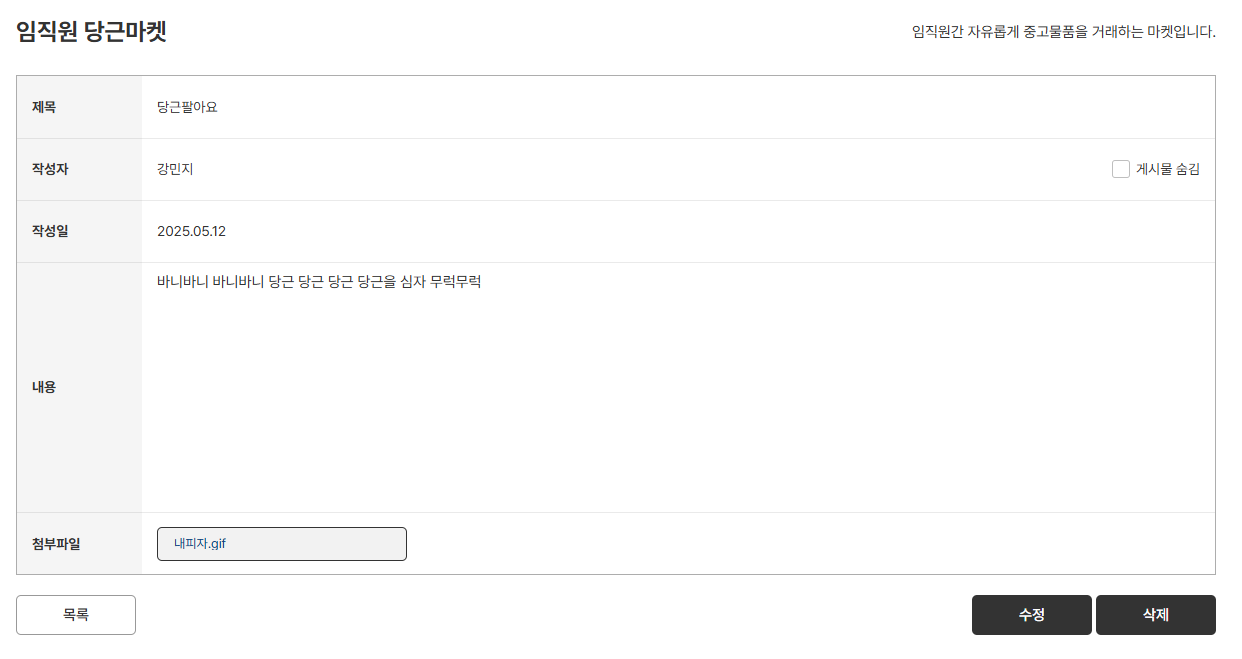 임직원 당근마켓
임직원간 자유롭게 중고물품을 거래하는 마켓입니다.
제목
당근팔아요
작성자
강민지
게시물 숨김
작성일
2025.05.12
내용
바니바니 바니바니 당근 당근 당근 당근을 심자 무럭무럭
첨부파일
내피자.gif
목록
수정
삭제